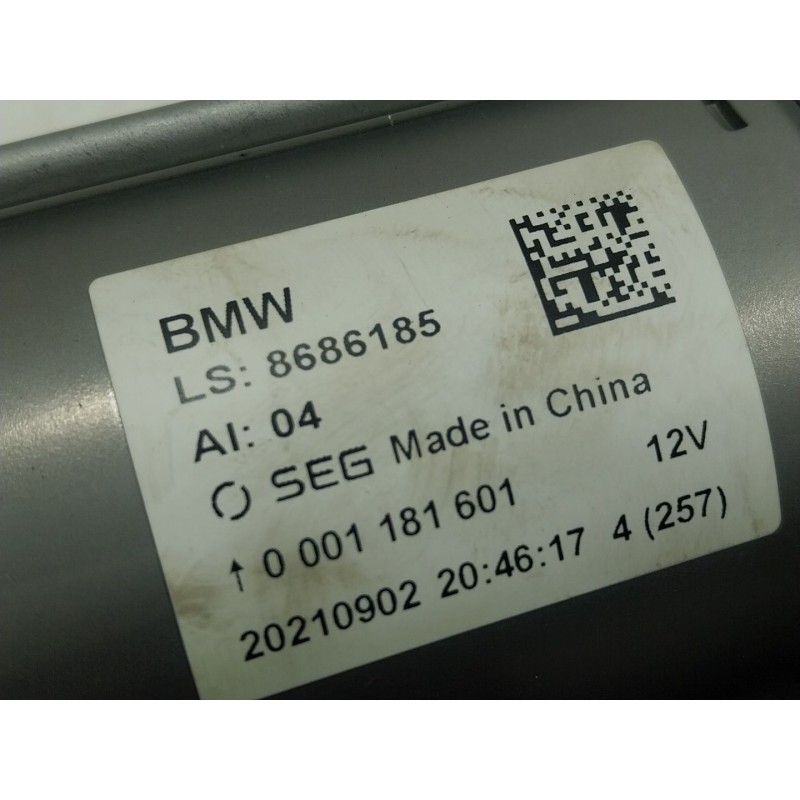 BMW
LS: 8686185
AI: 04
SEG Made in China
12V
↑ 0 001 181 601
20210902 20:46:17 4 (257)